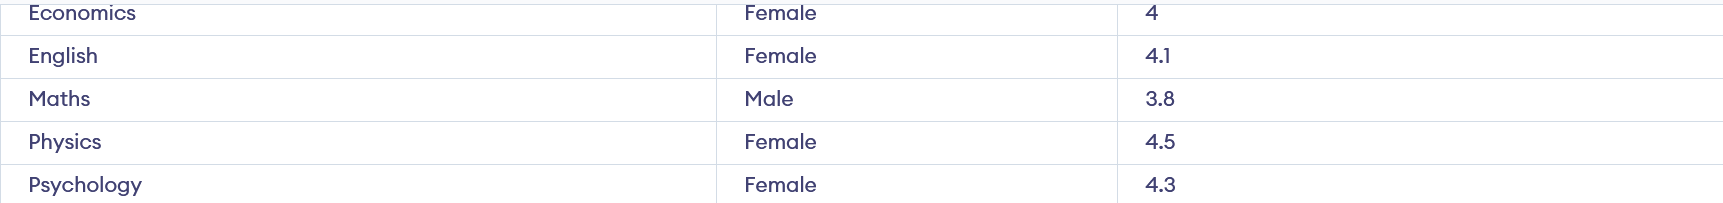 Economics Female 4
English Female 4.1
Maths Male 3.8
Physics Female 4.5
Psychology Female 4.3